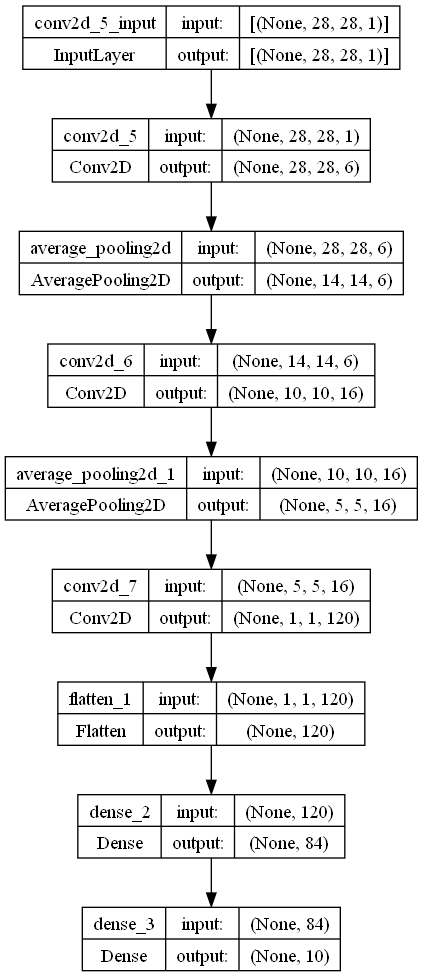 conv2d_5_input input: [(None, 28, 28, 1)]
InputLayer output: [(None, 28, 28, 1)]
conv2d_5 input: (None, 28, 28, 1)
Conv2D output: (None, 28, 28, 6)
average_pooling2d input: (None, 28, 28, 6)
AveragePooling2D output: (None, 14, 14, 6)
conv2d_6 input: (None, 14, 14, 6)
Conv2D output: (None, 10, 10, 16)
average_pooling2d_1 input: (None, 10, 10, 16)
AveragePooling2D output: (None, 5, 5, 16)
conv2d_7 input: (None, 5, 5, 16)
Conv2D output: (None, 1, 1, 120)
flatten_1 input: (None, 1, 1, 120)
Flatten output: (None, 120)
dense_2 input: (None, 120)
Dense output: (None, 84)
dense_3 input: (None, 84)
Dense output: (None, 10)